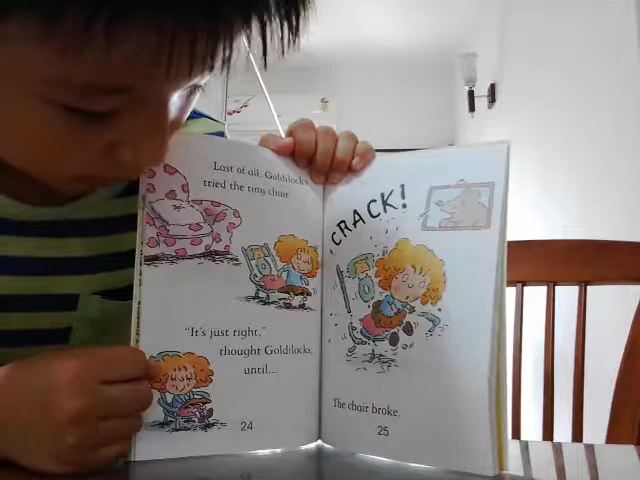 Last of all, Goldilocks
tried the tiny chair.
"It's just right,"
thought Goldilocks,
until...
24
CRACK!
The chair broke.
25